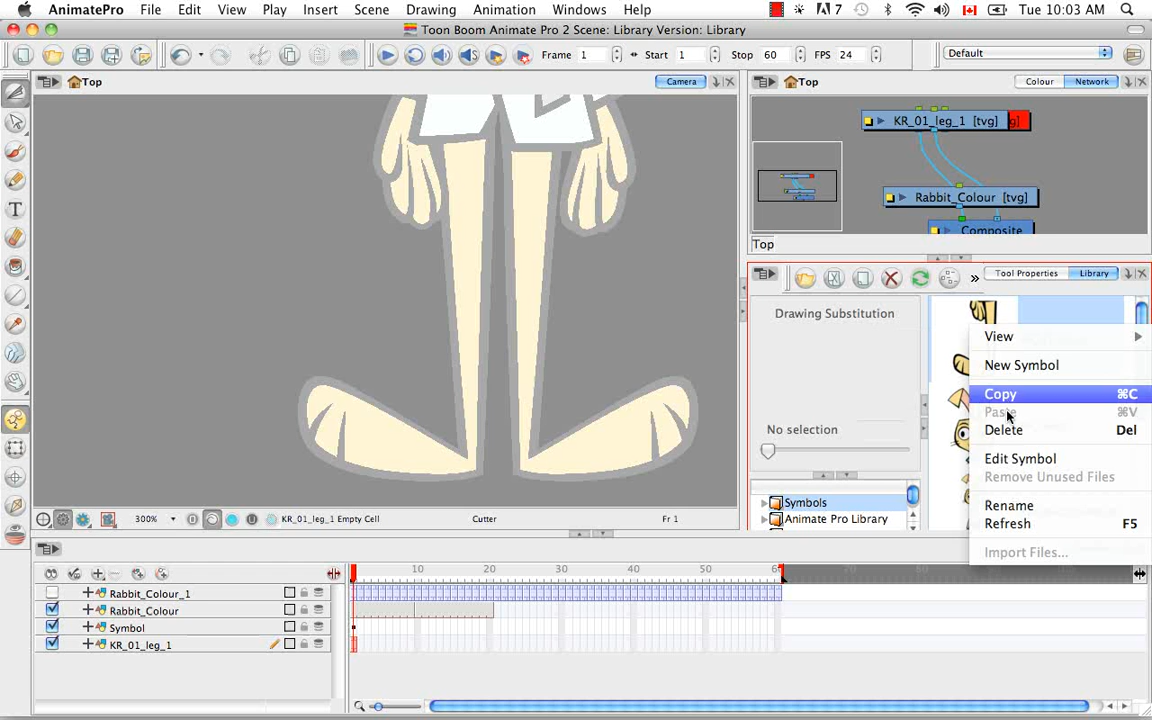 AnimatePro File Edit View Play Insert Scene Drawing Animation Windows Help 7 Tue 10:03 AM
Toon Boom Animate Pro 2 Scene: Library Version: Library
Frame 1 Start 1 Stop 60 FPS 24 Default
Top Camera
Top Colour Network
KR_01_leg_1 [tvg] g]
Rabbit_Colour [tvg]
Composite
Top
Tool Properties Library
Drawing Substitution
No selection
Symbols
Animate Pro Library
View
New Symbol
Copy ⌘C
Paste ⌘V
Delete Del
Edit Symbol
Remove Unused Files
Rename
Refresh F5
Import Files...
300% KR_01_leg_1 Empty Cell Cutter Fr 1
10 20 30 40 50 60 70 80 90
Rabbit_Colour_1
Rabbit_Colour
Symbol
KR_01_leg_1